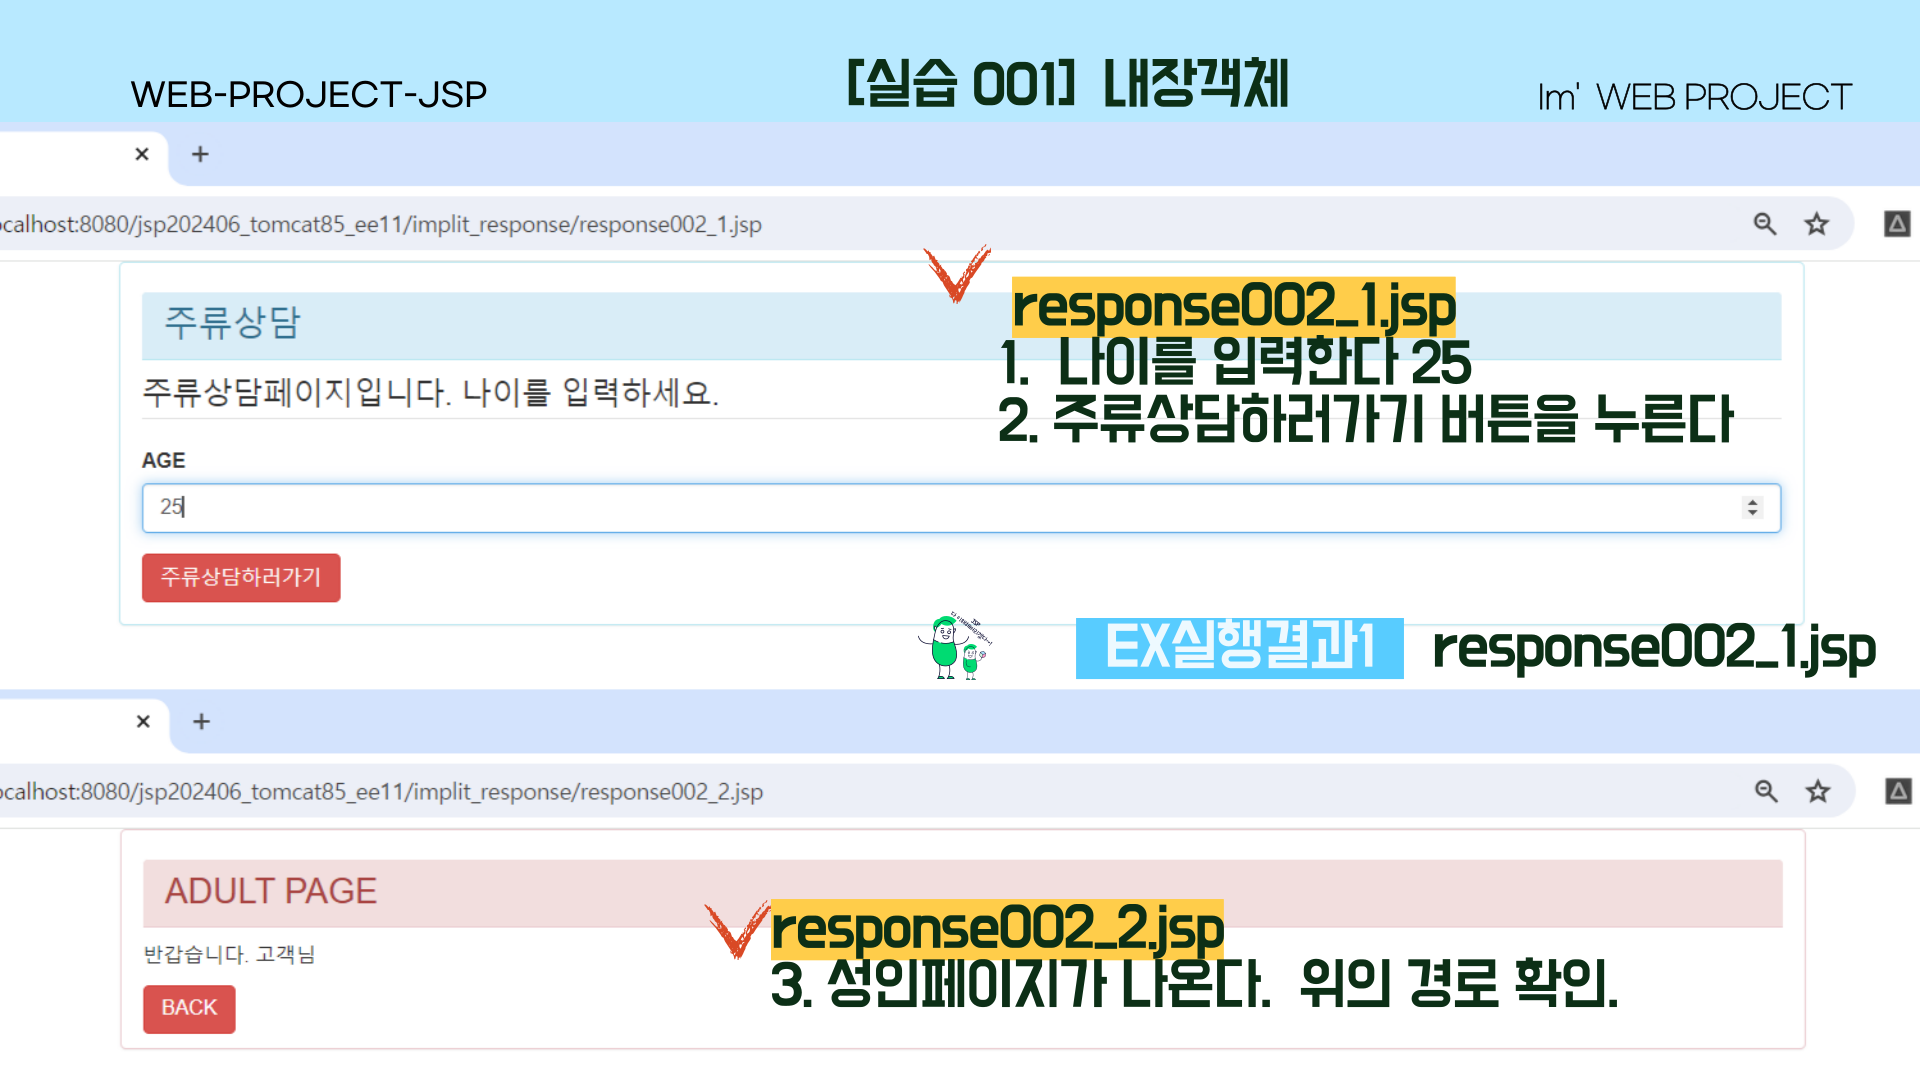 WEB-PROJECT-JSP
[실습 001] 내장객체
Im' WEB PROJECT
ocalhost:8080/jsp202406_tomcat85_ee11/implit_response/response002_1.jsp
주류상담
response002_1.jsp
1. 나이를 입력한다 25
주류상담페이지입니다. 나이를 입력하세요.
2. 주류상담하러가기 버튼을 누른다
AGE
25
주류상담하러가기
EX실행결과1
response002_1.jsp
ocalhost:8080/jsp202406_tomcat85_ee11/implit_response/response002_2.jsp
ADULT PAGE
response002_2.jsp
반갑습니다. 고객님
3. 성인페이지가 나온다. 위의 경로 확인.
BACK